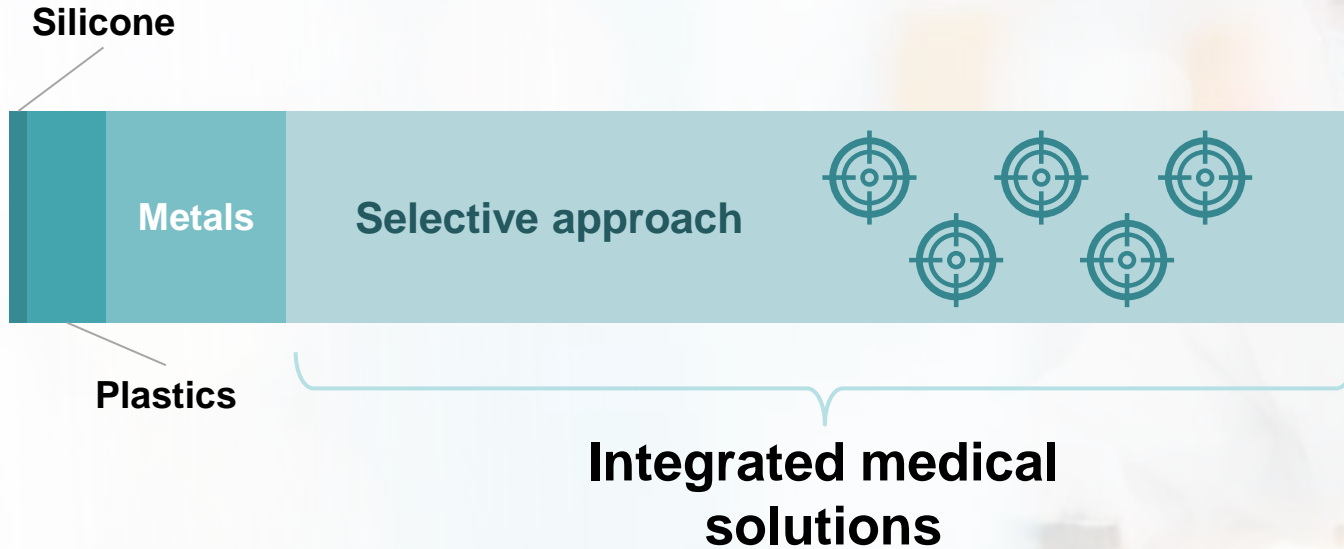 Silicone
Metals
Selective approach
Plastics
Integrated medical
solutions